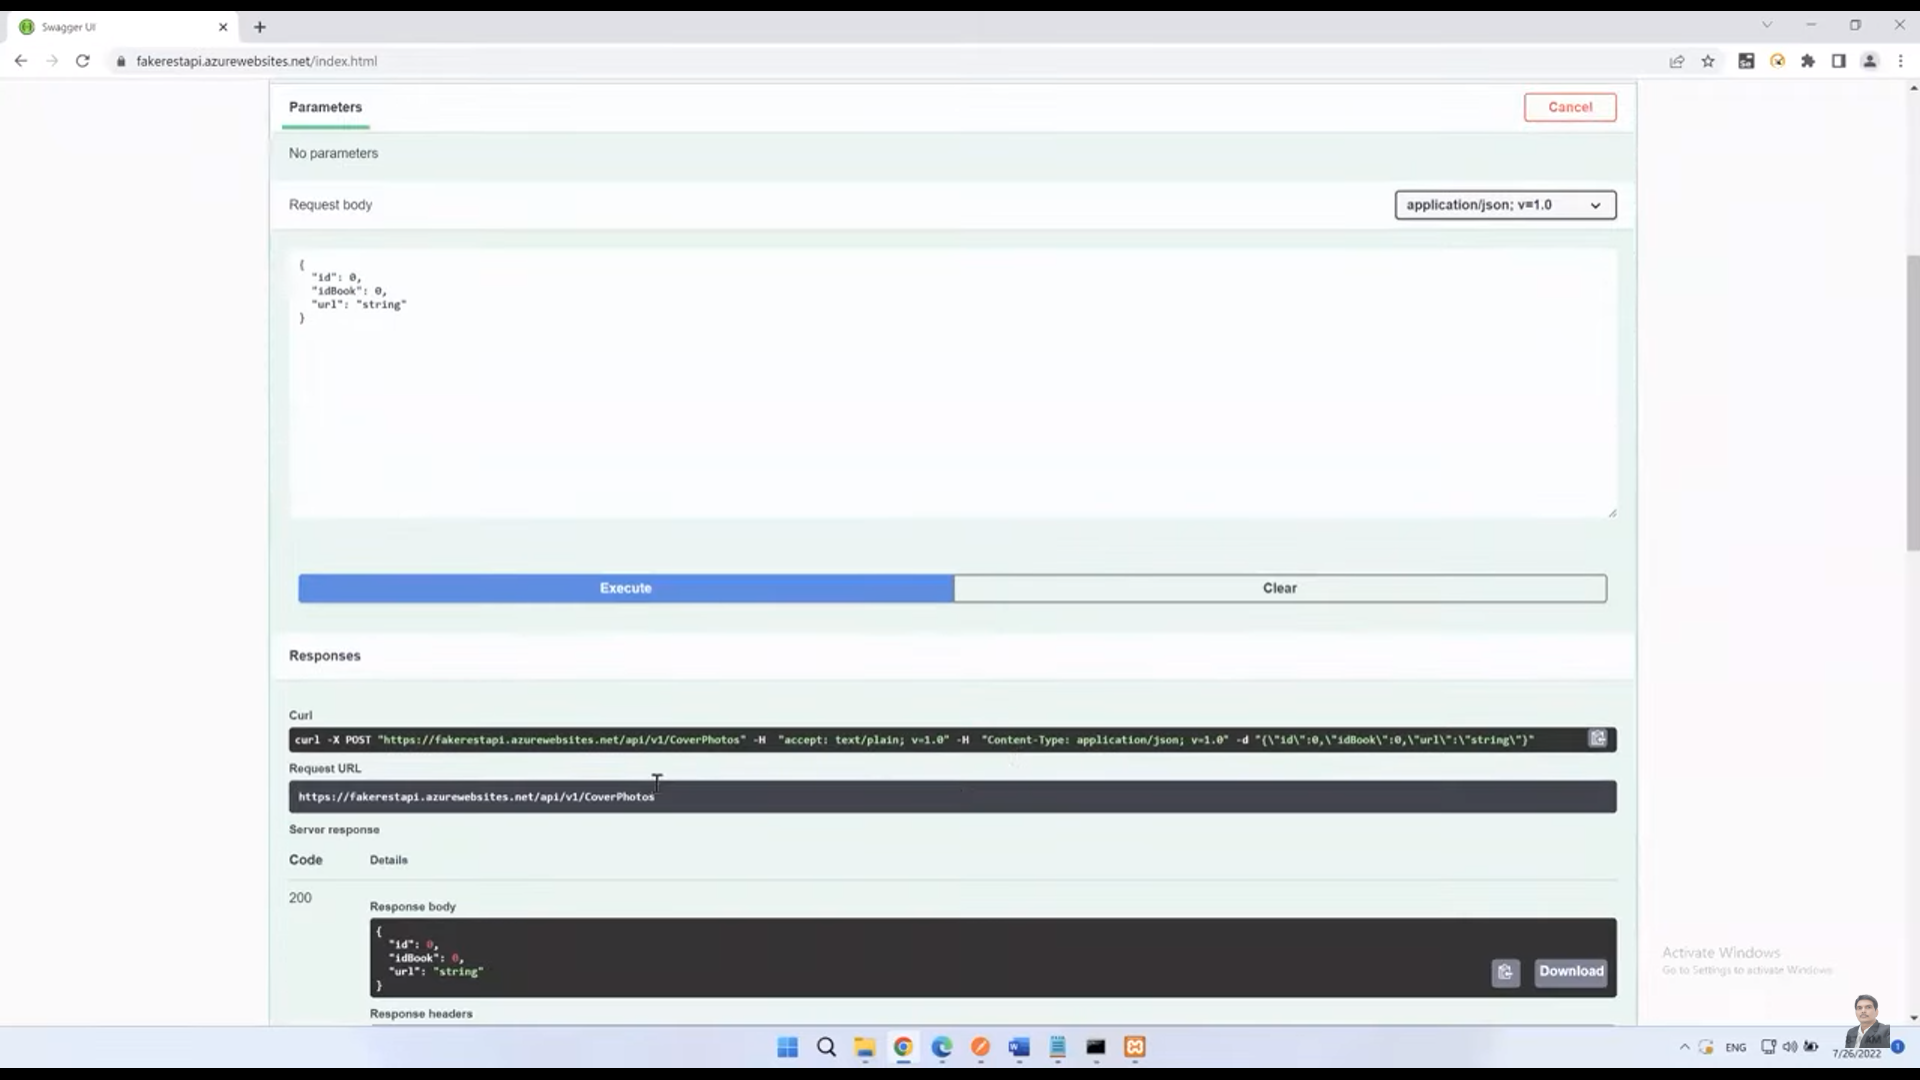 Swagger UI
fakerestapi.azurewebsites.net/index.html
Parameters
Cancel
No parameters
Request body
application/json; v=1.0
{
"id": 0,
"idBook": 0,
"url": "string"
}
Execute
Clear
Responses
Curl
curl -X POST "https://fakerestapi.azurewebsites.net/api/v1/CoverPhotos" -H  "accept: text/plain; v=1.0" -H  "Content-Type: application/json; v=1.0" -d "{\"id\":0,\"idBook\":0,\"url\":\"string\"}"
Request URL
https://fakerestapi.azurewebsites.net/api/v1/CoverPhotos
Server response
Code
Details
200
Response body
{
"id": 0,
"idBook": 0,
"url": "string"
}
Download
Response headers
Activate Windows
Go to Settings to activate Windows.
ENG
7/26/2022
1